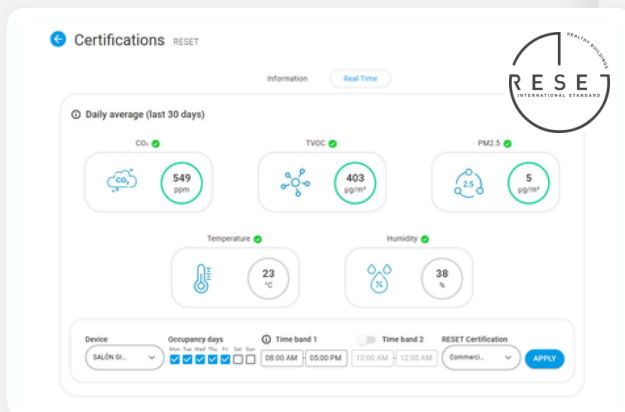 Certifications RESET
HEALTHY BUILDINGS
RESET
INTERNATIONAL STANDARD
Information Real Time
Daily average (last 30 days)
CO₂ TVOC PM2.5
CO₂ 549 ppm 403 µg/m³ 2.5 5 µg/m³
Temperature Humidity
23 °C % 38 %
Device Occupancy days Time band 1 Time band 2 RESET Certification
Mon Tue Wed Thu Fri Sat Sun
SALÓN GI... 08:00 AM - 05:00 PM 12:00 AM - 12:00 AM Commerci... APPLY